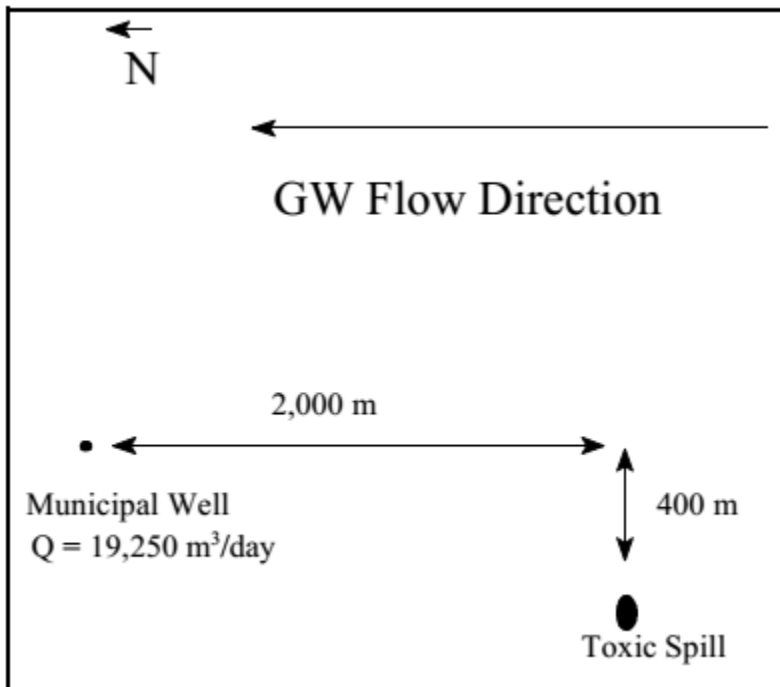 N
GW Flow Direction
2,000 m
400 m
Municipal Well
Q = 19,250 m³/day
Toxic Spill